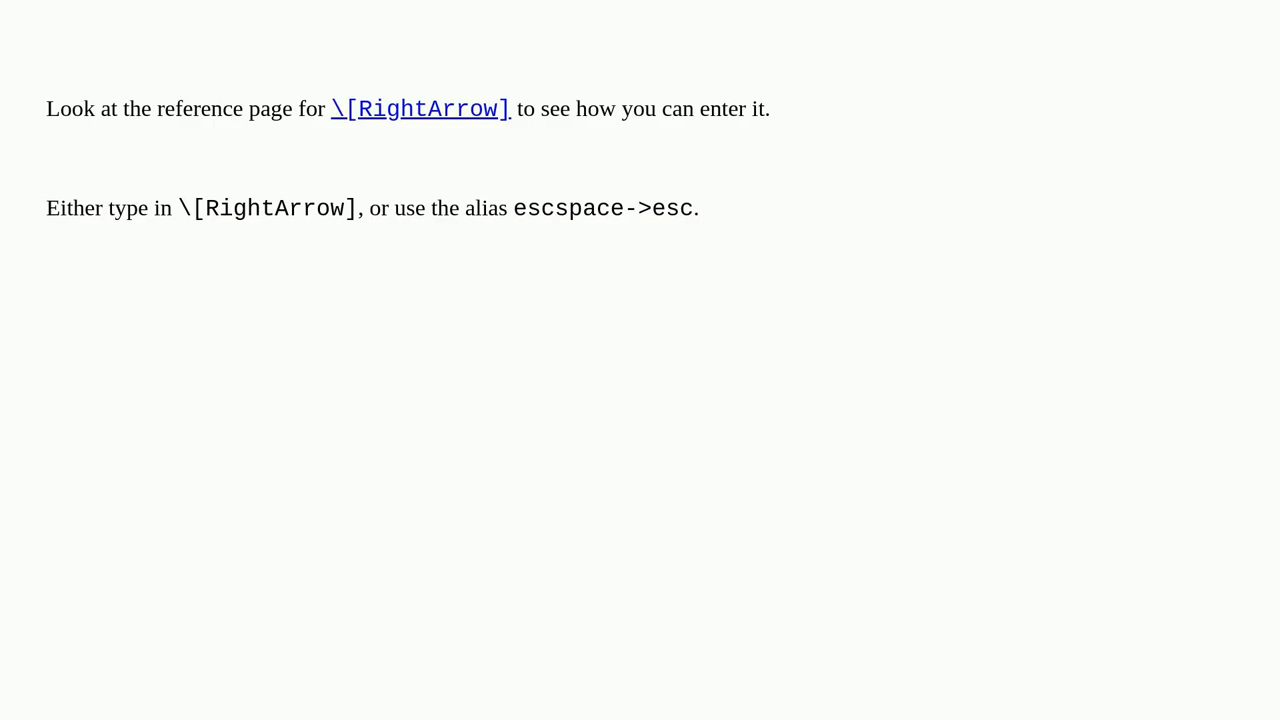 Look at the reference page for \[RightArrow] to see how you can enter it.
Either type in \[RightArrow], or use the alias escspace->esc.